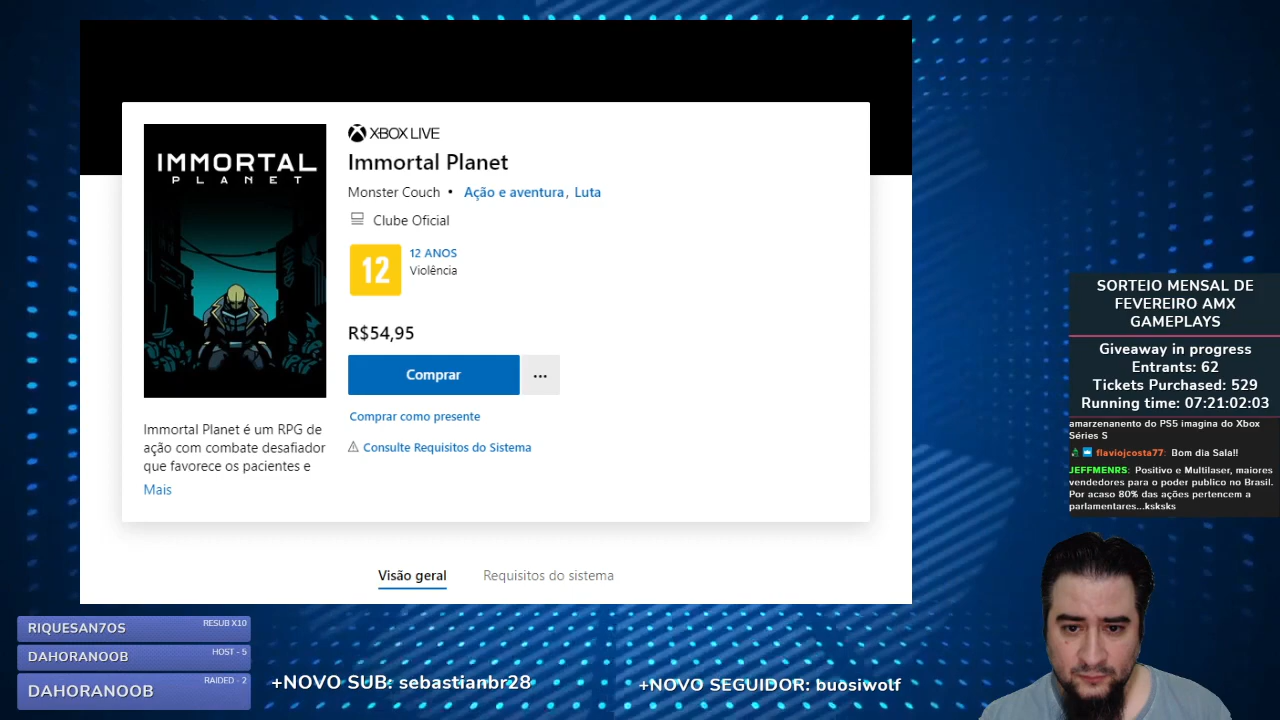 IMMORTAL
PLANET
XBOX LIVE
Immortal Planet
Monster Couch • Ação e aventura, Luta
Clube Oficial
12
12 ANOS
Violência
R$54,95
Comprar
...
Comprar como presente
Consulte Requisitos do Sistema
Immortal Planet é um RPG de
ação com combate desafiador
que favorece os pacientes e
Mais
Visão geral
Requisitos do sistema
SORTEIO MENSAL DE
FEVEREIRO AMX
GAMEPLAYS
Giveaway in progress
Entrants: 62
Tickets Purchased: 529
Running time: 07:21:02:03
amarzenanento do PS5 imagina do Xbox
Séries S
flaviojcosta77: Bom dia Sala!!
JEFFMENRS: Positivo e Multilaser, maiores
vendedores para o poder publico no Brasil.
Por acaso 80% das ações pertencem a
parlamentares...ksksks
RIQUESAN7OS RESUB X10
DAHORANOOB HOST - 5
DAHORANOOB RAIDED - 2
+NOVO SUB: sebastianbr28
+NOVO SEGUIDOR: buosiwolf